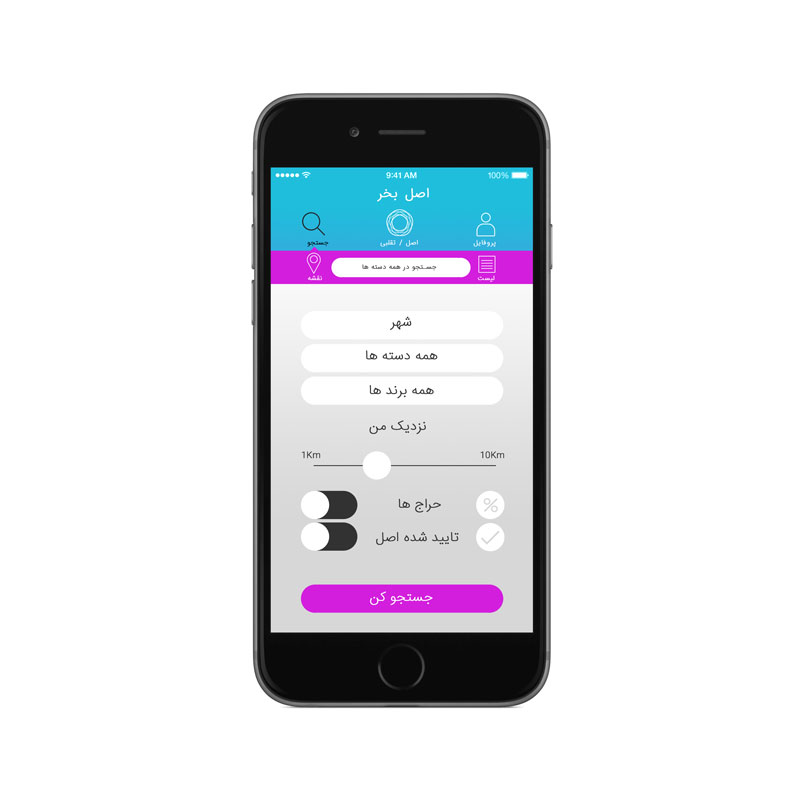 9:41 AM 100%
اصل بخر
پروفایل اصل / تقلبی جستجو
لیست جستجو در همه دسته ها نقشه
شهر
همه دسته ها
همه برند ها
نزدیک من
1Km 10Km
حراج ها
تایید شده اصل
جستجو کن